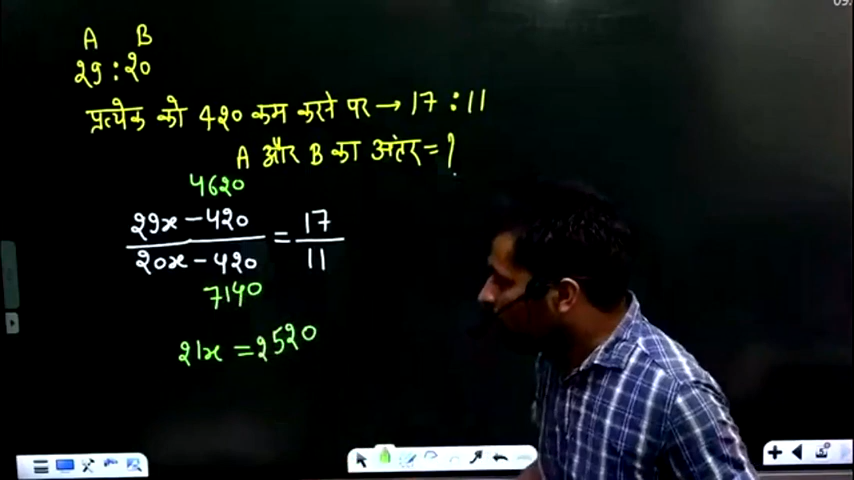 A B
29 : 20
प्रत्येक को 420 कम करने पर → 17 : 11
A और B का अंतर = ?
4620
29x - 420 = 17
20x - 420 11
7140
21x = 2520